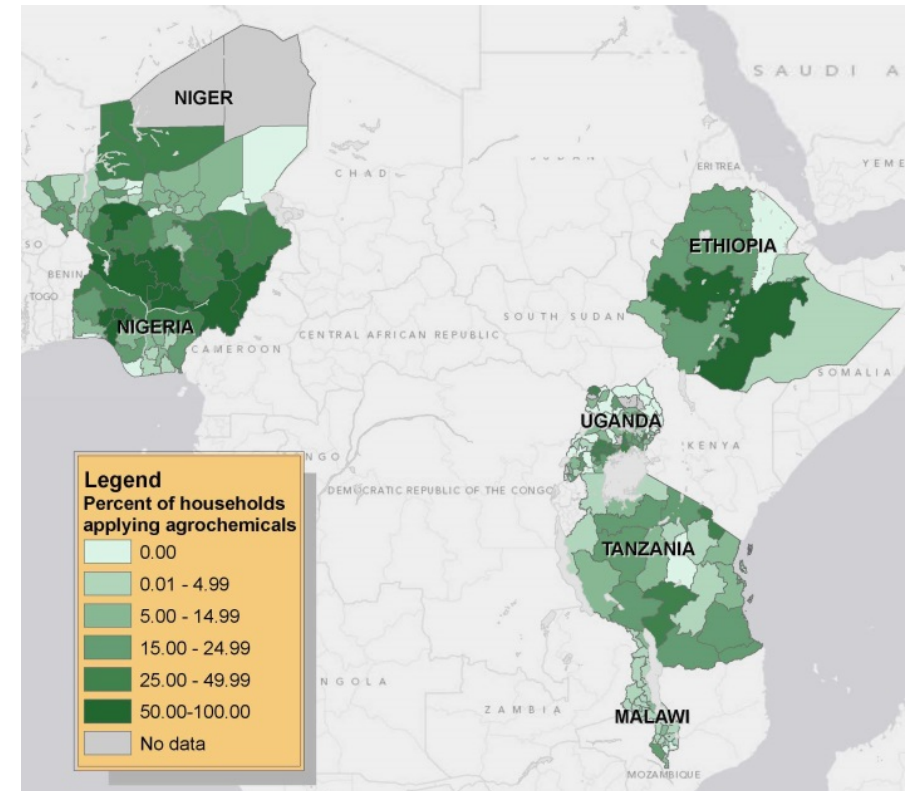 SAUDI A
NIGER
CHAD
SUDAN
ERITREA
YEME
ETHIOPIA
SO
BENIN
TOGO
NIGERIA
SOUTH SUDAN
CENTRAL AFRICAN REPUBLIC
CAMEROON
SOMALIA
UGANDA
KENYA
NGO
DEMOCRATIC REPUBLIC OF THE CONGO
TANZANIA
NGOLA
ZAMBIA
MALAWI
MOZAMBIQUE
Legend
Percent of households
applying agrochemicals
0.00
0.01 - 4.99
5.00 - 14.99
15.00 - 24.99
25.00 - 49.99
50.00-100.00
No data